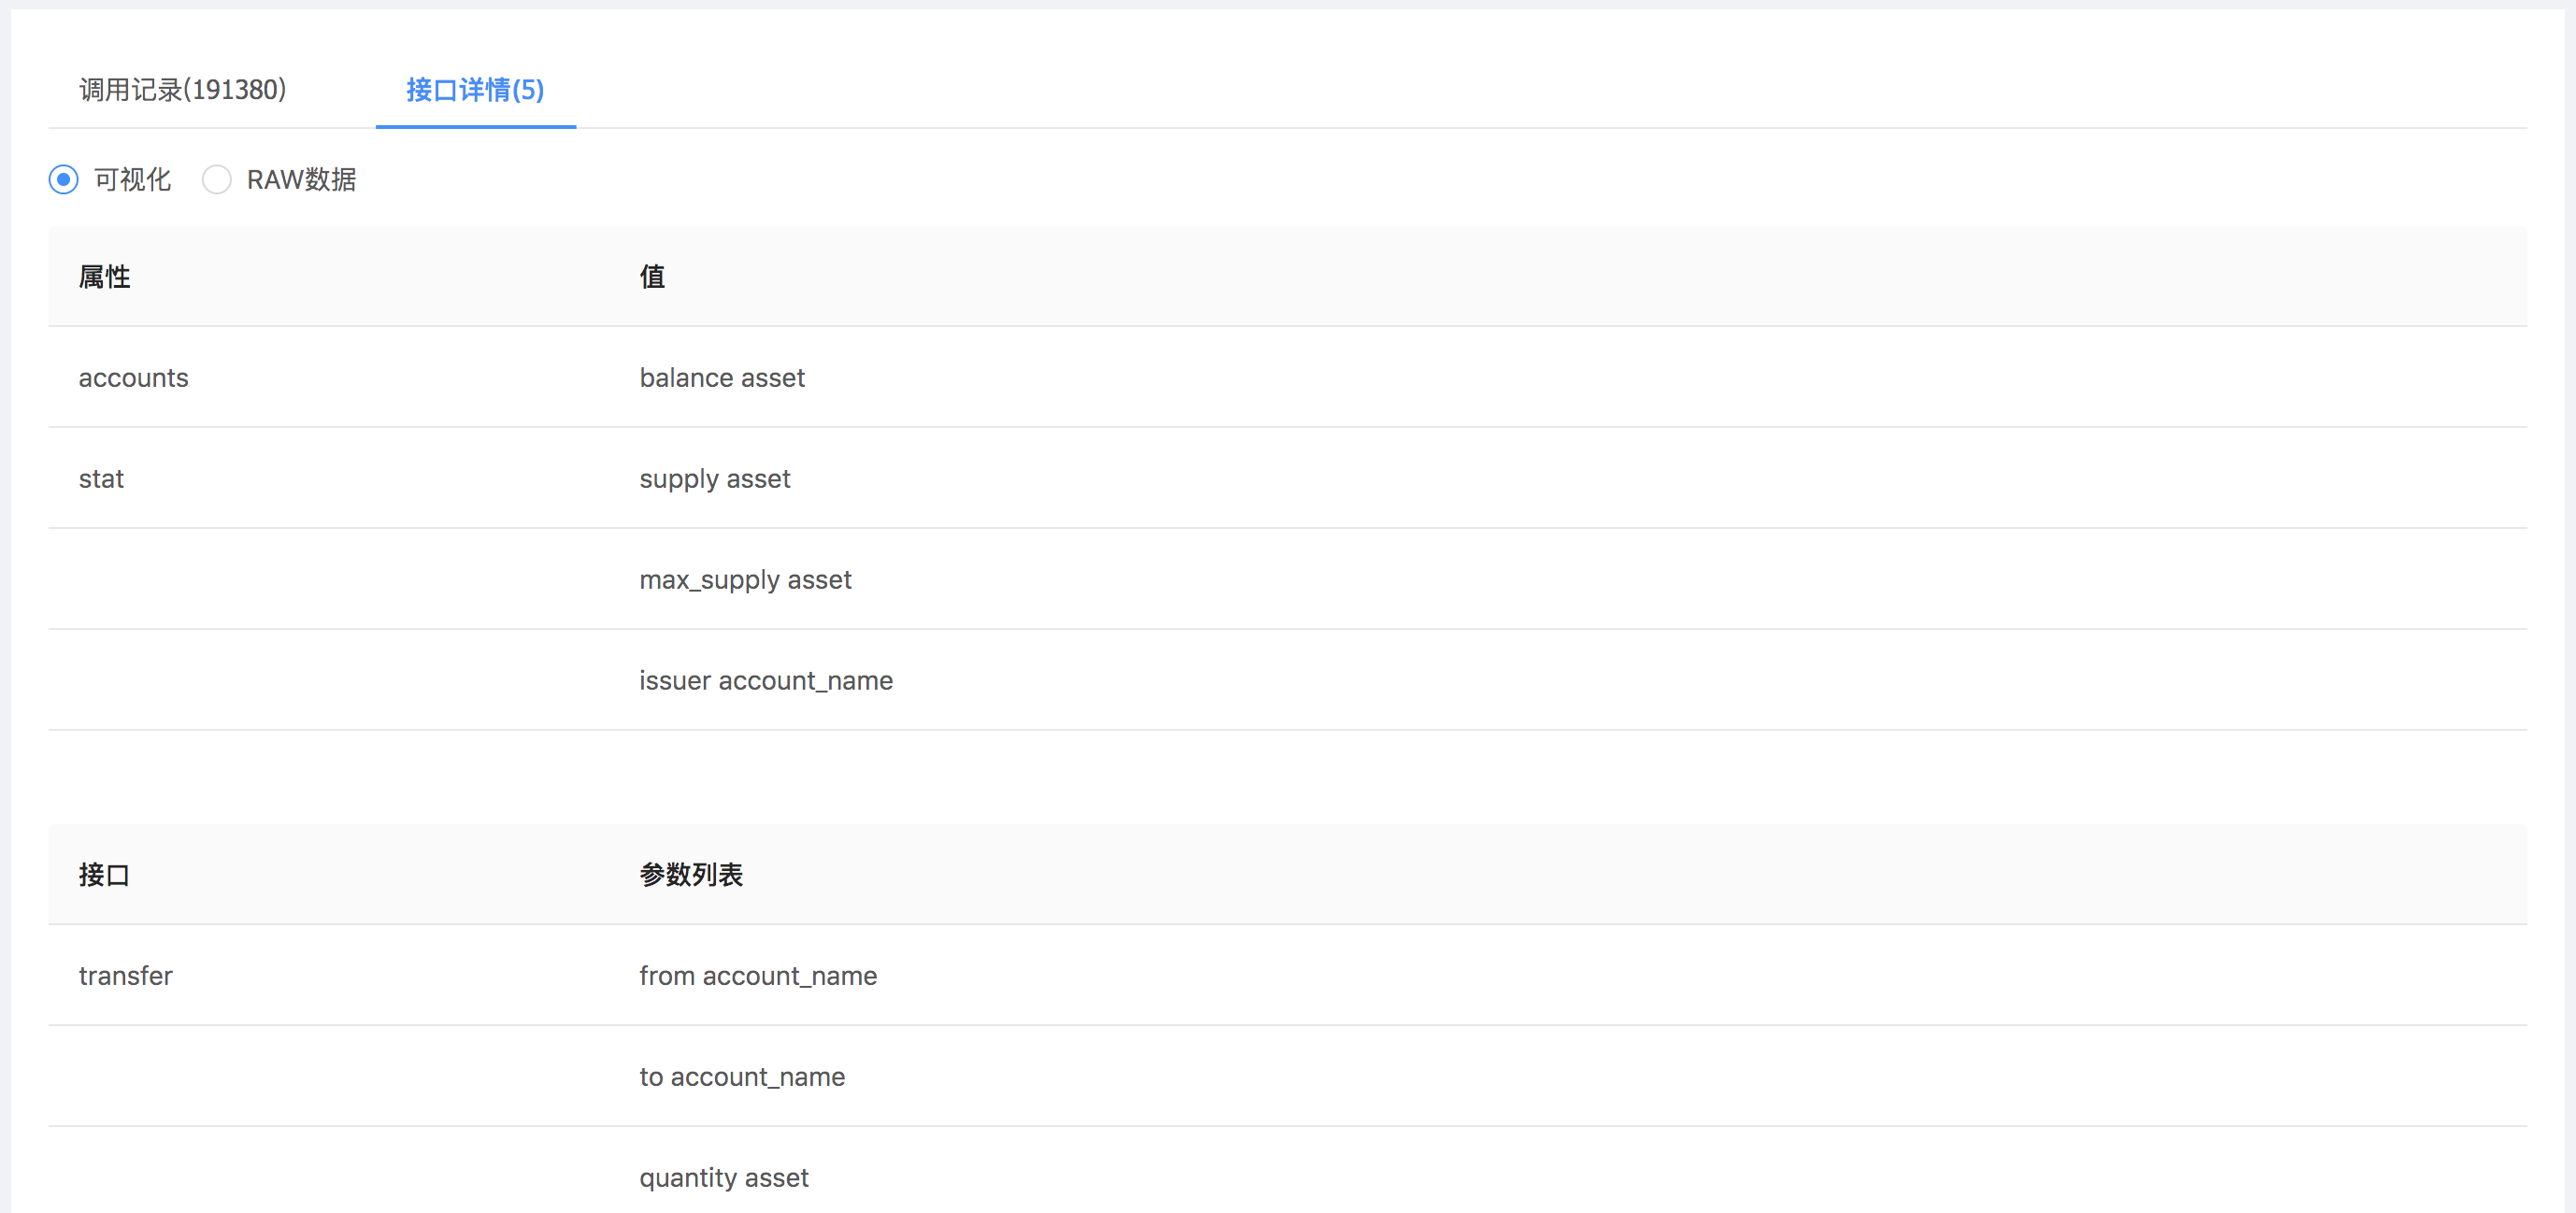 调用记录(191380) 接口详情(5)
可视化 RAW数据
属性 值
accounts balance asset
stat supply asset
max_supply asset
issuer account_name
接口 参数列表
transfer from account_name
to account_name
quantity asset